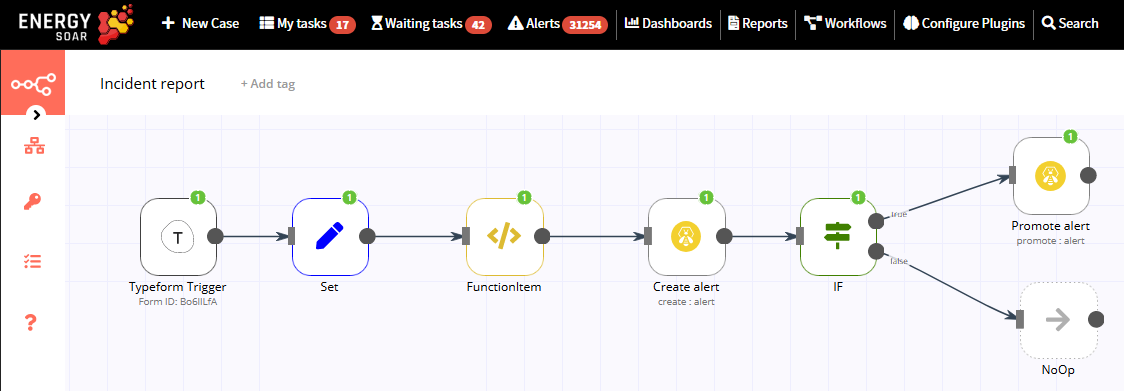 ENERGY
SOAR
New Case
My tasks 17
Waiting tasks 42
Alerts 31254
Dashboards
Reports
Workflows
Configure Plugins
Search
Incident report
+ Add tag
1
1
1
1
1
1
T
true
false
Typeform Trigger
Form ID: Bo6IlLfA
Set
FunctionItem
Create alert
create : alert
IF
Promote alert
promote : alert
NoOp
?